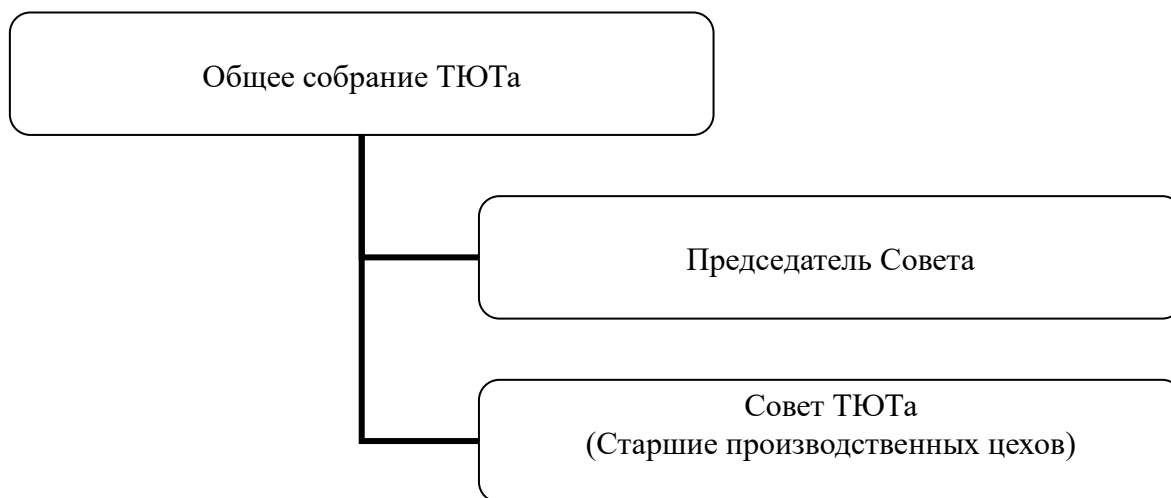 Общее собрание ТЮТа
Председатель Совета
Совет ТЮТа
(Старшие производственных цехов)